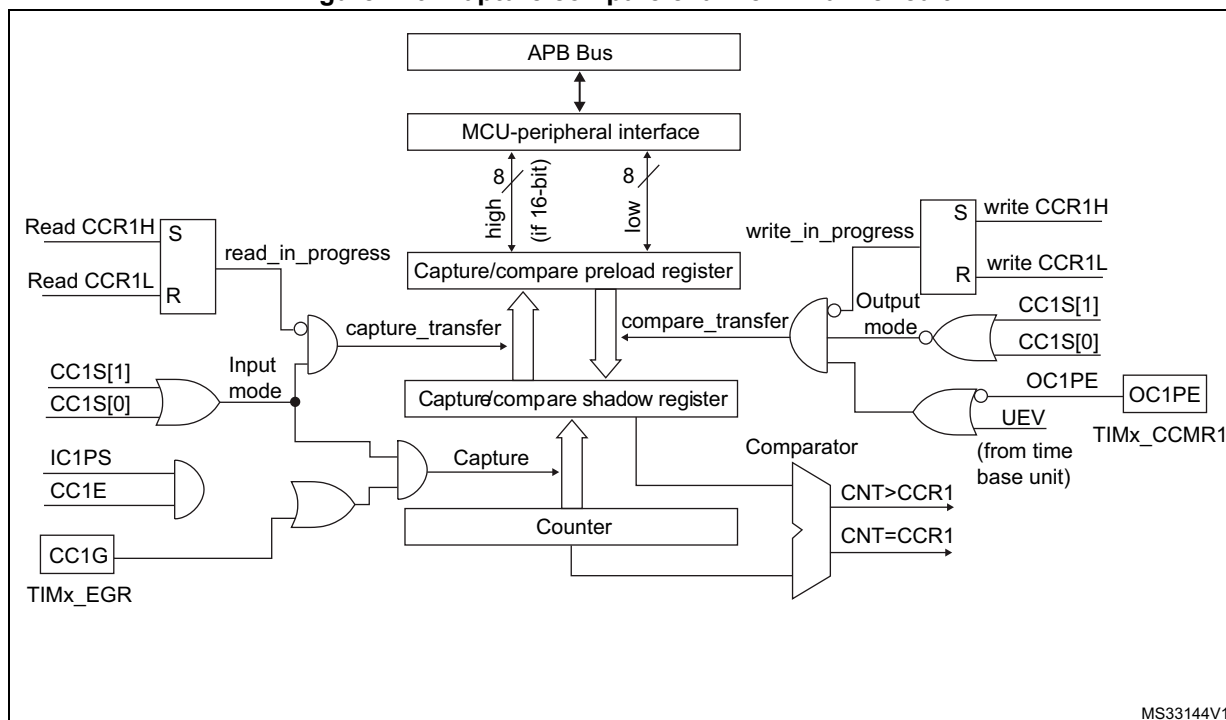 APB Bus
MCU-peripheral interface
8
high
(if 16-bit)
8
low
Read CCR1H
S
read_in_progress
Read CCR1L
R
write_in_progress
S
write CCR1H
R
write CCR1L
Capture/compare preload register
capture_transfer
compare_transfer
Output
mode
CC1S[1]
CC1S[0]
CC1S[1]
CC1S[0]
Input
mode
Capture/compare shadow register
OC1PE
OC1PE
UEV
TIMx_CCMR1
(from time
base unit)
IC1PS
CC1E
Capture
Comparator
CNT>CCR1
Counter
CNT=CCR1
CC1G
TIMx_EGR
MS33144V1